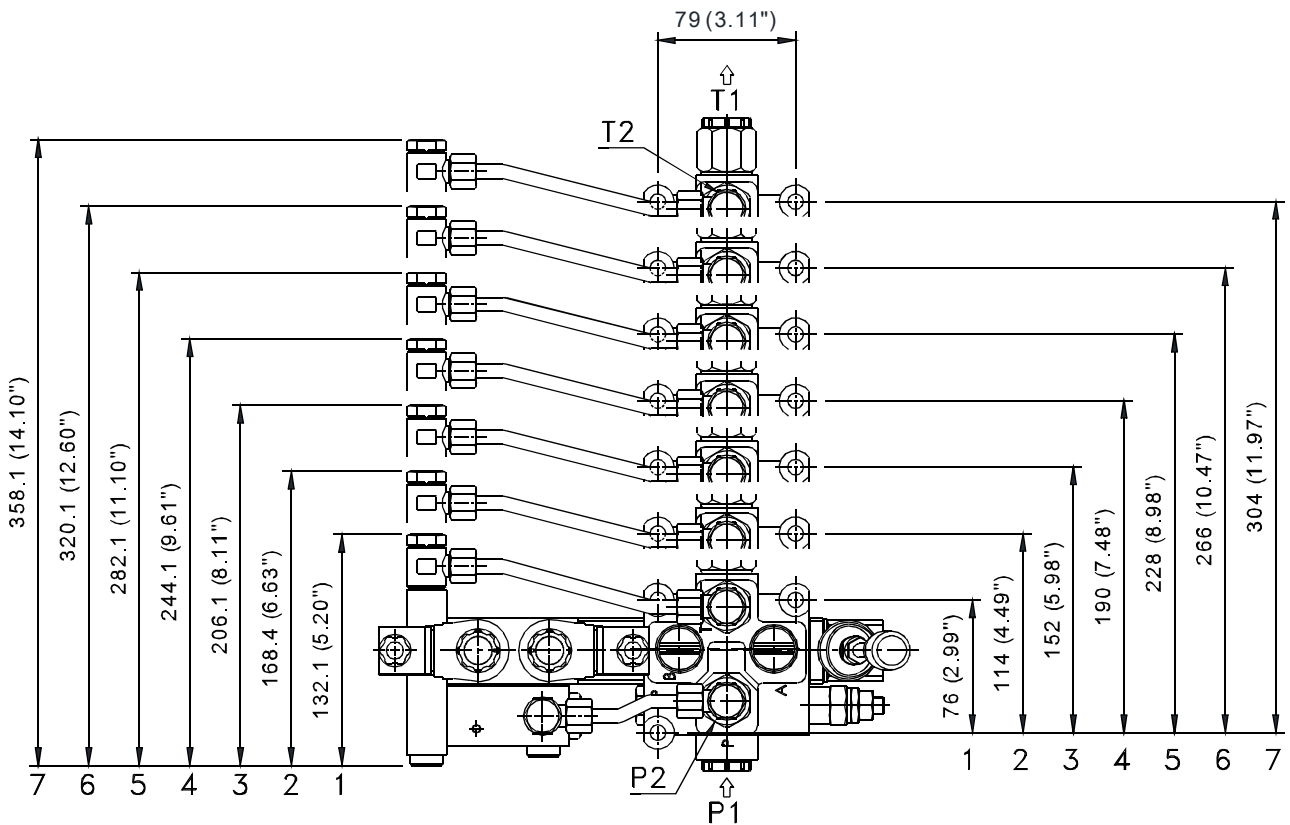 79 (3.11")
T1
T2
358.1 (14.10")
320.1 (12.60")
282.1 (11.10")
244.1 (9.61")
206.1 (8.11")
168.4 (6.63")
132.1 (5.20")
76 (2.99")
114 (4.49")
152 (5.98")
190 (7.48")
228 (8.98")
266 (10.47")
304 (11.97")
B
A
P
7 6 5 4 3 2 1
P2
P1
1 2 3 4 5 6 7